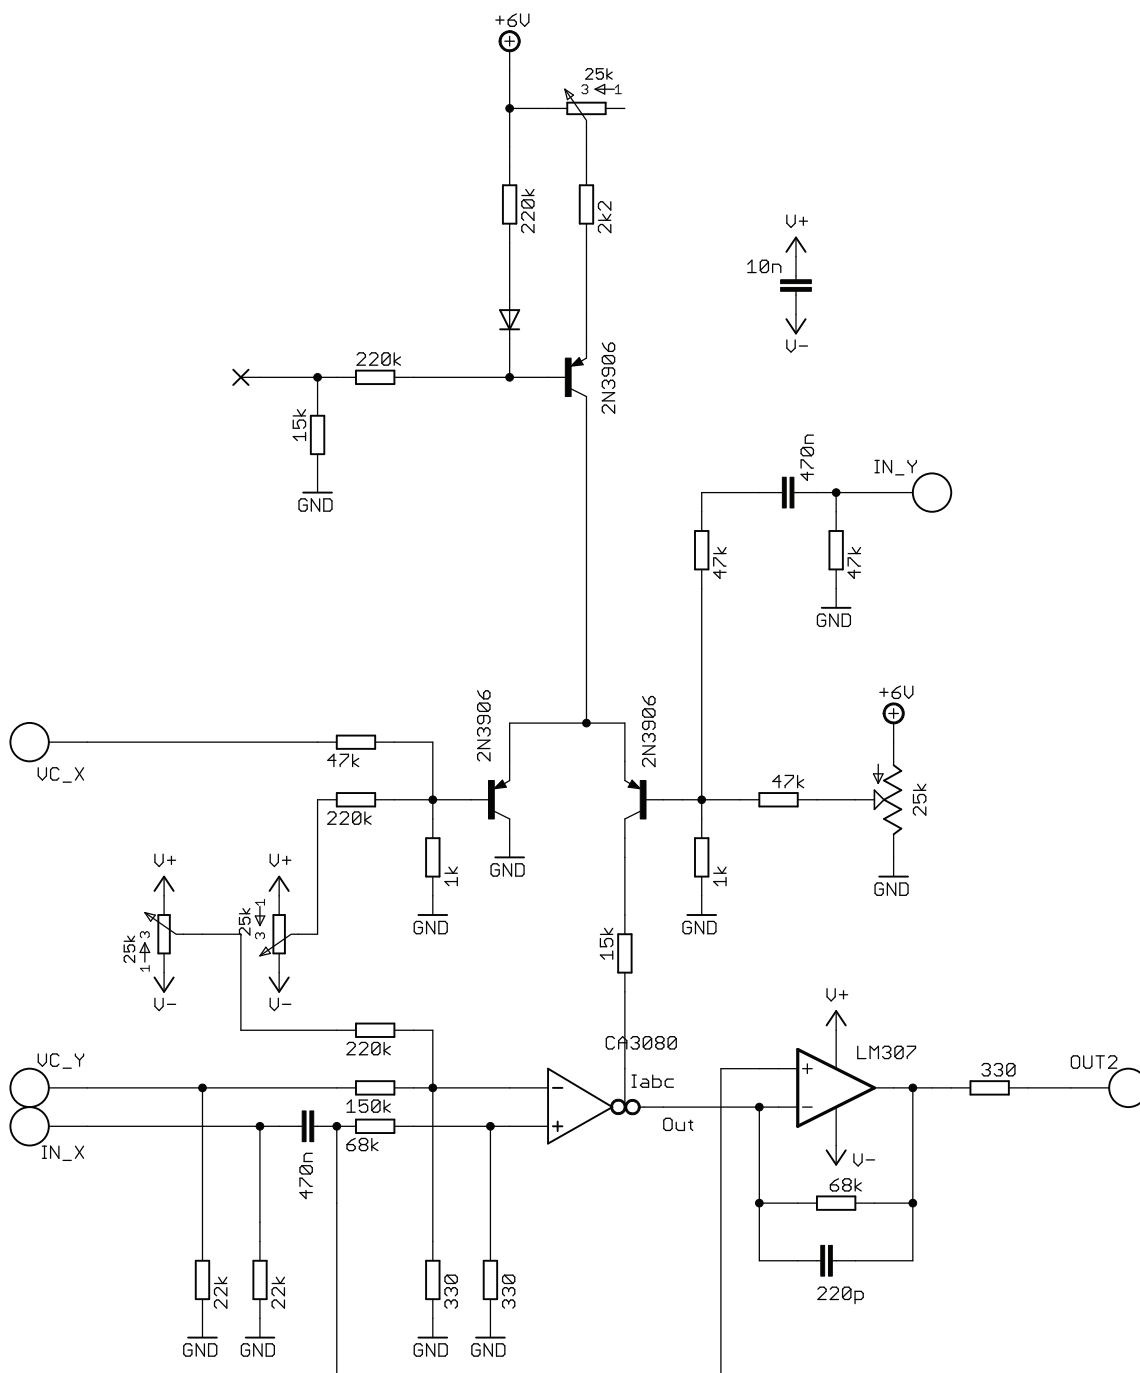 +6V
25k
3 1
220k
2k2
V+
10n
V-
220k
2N3906
15k
GND
470n
IN_Y
47k
47k
GND
2N3906
2N3906
+6V
VC_X
47k
47k
25k
220k
1k
GND
1k
GND
GND
GND
V+
V+
25k
1 3
25k
3 1
V-
V-
15k
220k
CA3080
V+
LM307
VC_Y
Iabc
330
OUT2
150k
-
+
+
-
Out
IN_X
470n
68k
V-
68k
22k
22k
330
330
220p
GND
GND
GND
GND